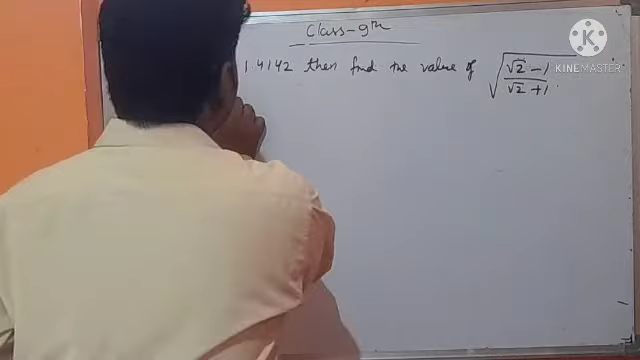 Class-9th
1.4142 then find the value of √((√2 - 1)/(√2 + 1))
KINEMASTER